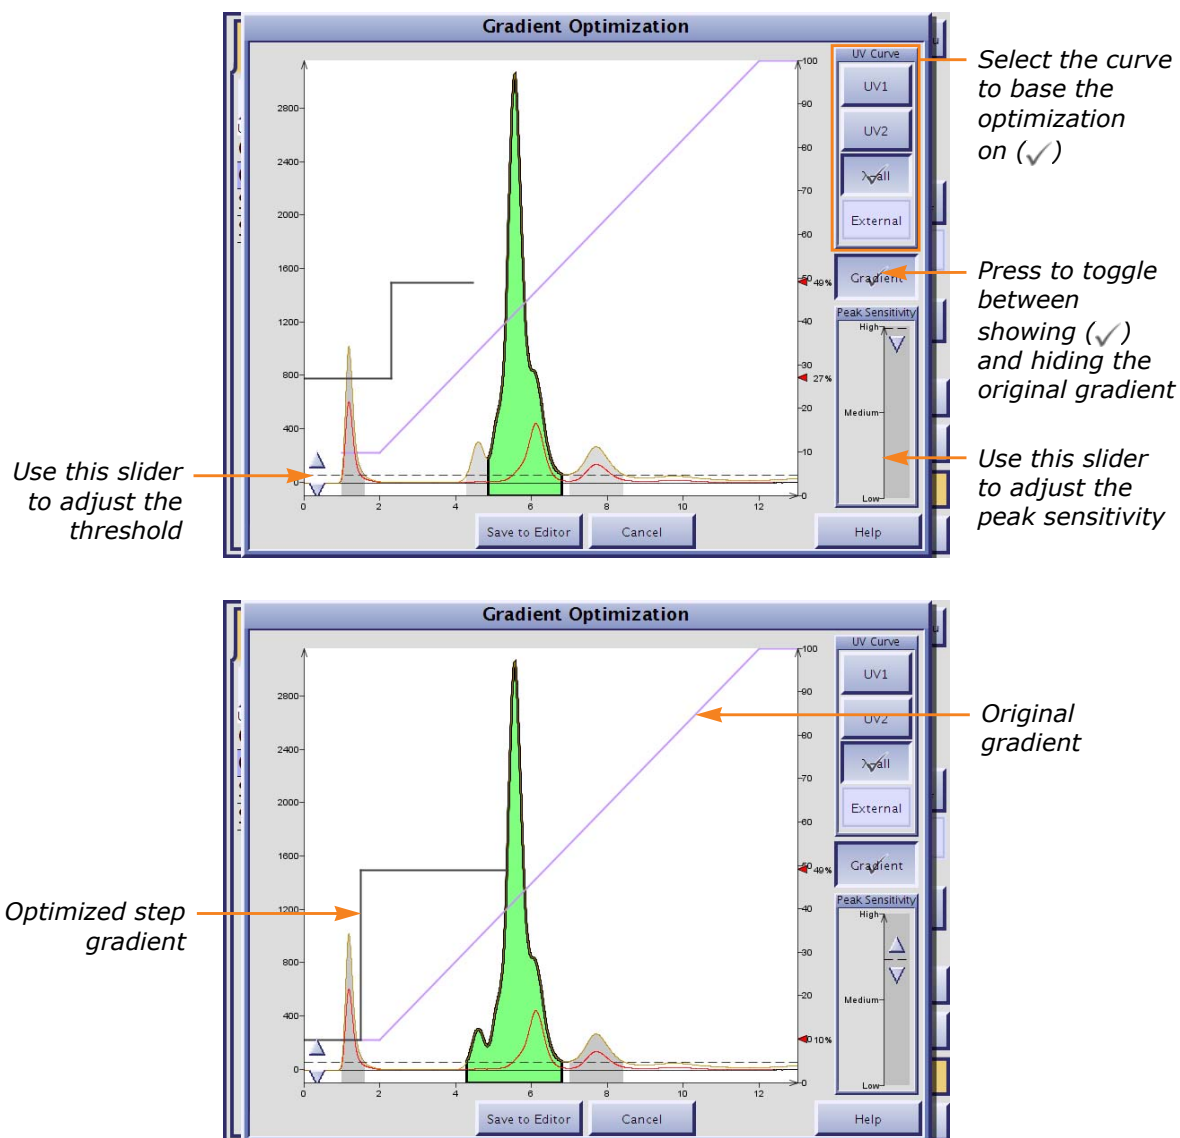 Gradient Optimization
UV Curve
UV1
UV2
λ-all
External
Gradient
Peak Sensitivity
High
Medium
Low
2800
2400
2000
1600
1200
800
400
0
100
90
80
70
60
50
49%
40
30
27%
20
10
0
0
2
4
6
8
10
12
Save to Editor
Cancel
Help
Select the curve
to base the
optimization
on (✓)
Press to toggle
between
showing (✓)
and hiding the
original gradient
Use this slider
to adjust the
peak sensitivity
Use this slider
to adjust the
threshold
Gradient Optimization
UV Curve
UV1
UV2
λ-all
External
Gradient
Peak Sensitivity
High
Medium
Low
2800
2400
2000
1600
1200
800
400
0
100
90
80
70
60
50
49%
40
30
20
10
10%
0
0
2
4
6
8
10
12
Save to Editor
Cancel
Help
Original
gradient
Optimized step
gradient